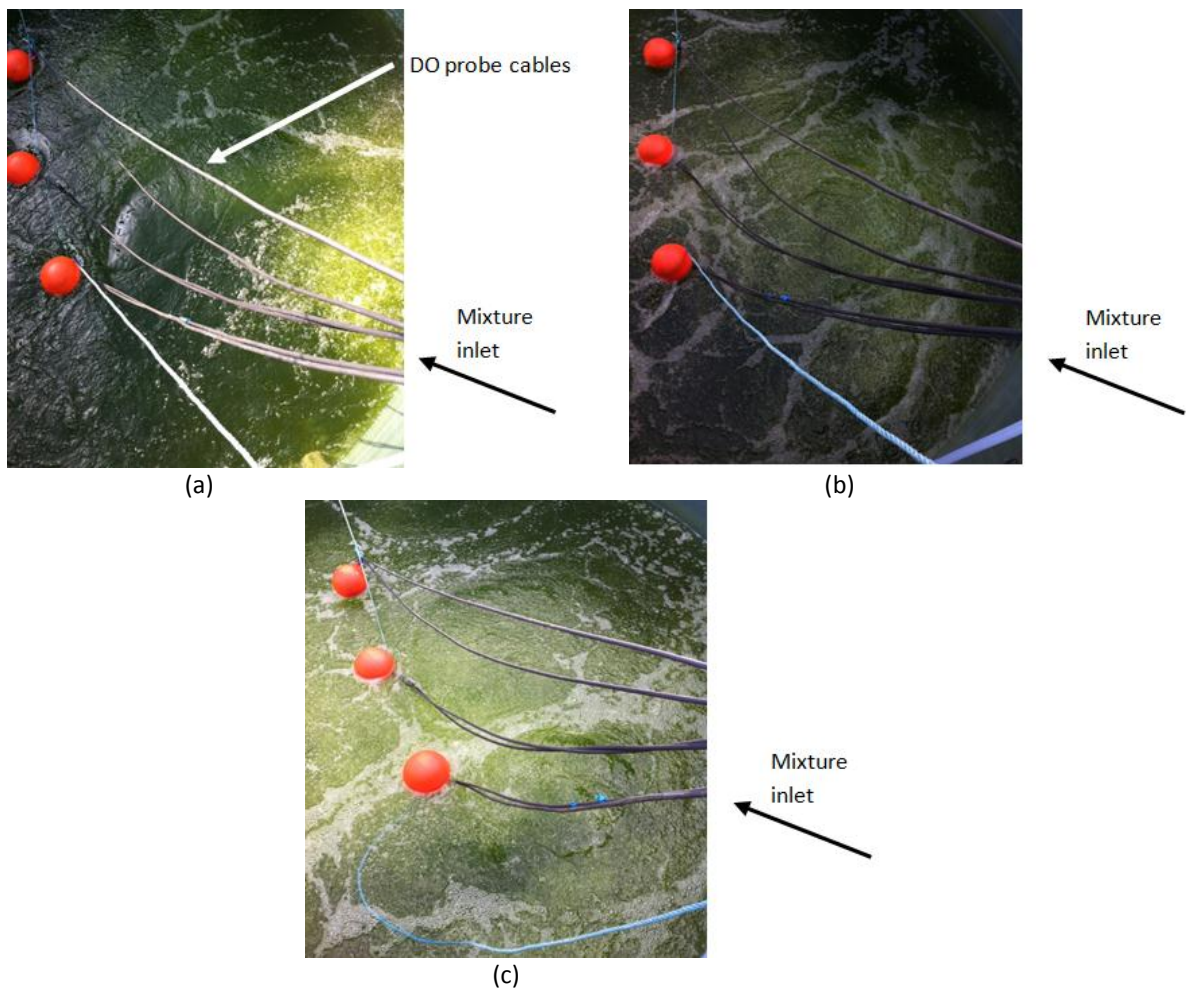 DO probe cables
Mixture
inlet
Mixture
inlet
(a)
(b)
Mixture
inlet
(c)